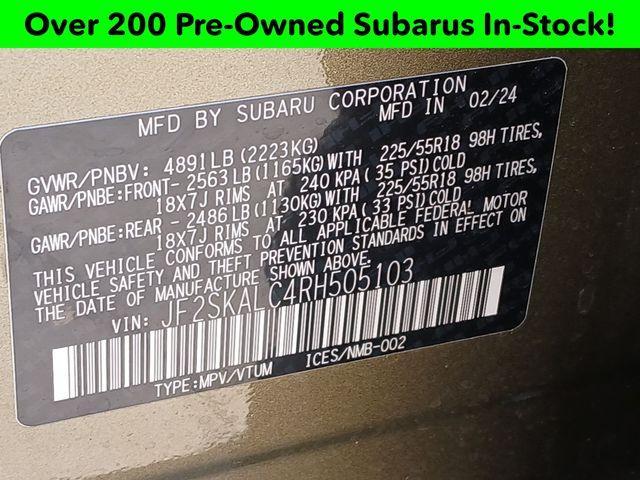 Over 200 Pre-Owned Subarus In-Stock!
MFD BY SUBARU CORPORATION
MFD IN 02/24
GVWR/PNBV: 4891LB (2223KG)
GAWR/PNBE:FRONT- 2563LB (1165KG)WITH 225/55R18 98H TIRES,
18X7J RIMS AT 240 KPA ( 35 PSI)COLD
GAWR/PNBE:REAR - 2486LB (1130KG)WITH 225/55R18 98H TIRES,
18X7J RIMS AT 230 KPA ( 33 PSI)COLD
THIS VEHICLE CONFORMS TO ALL APPLICABLE FEDERAL MOTOR
VEHICLE SAFETY AND THEFT PREVENTION STANDARDS IN EFFECT ON
THE DATE OF MANUFACTURE SHOWN ABOVE.
VIN: JF2SKALC4RH505103
ICES/NMB-002
TYPE:MPV/VTUM